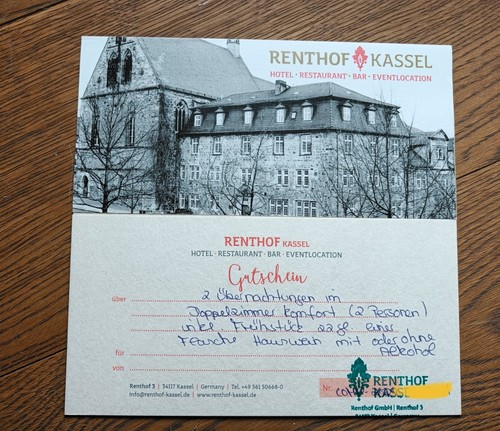 RENTHOF KASSEL
HOTEL · RESTAURANT · BAR · EVENTLOCATION
RENTHOF KASSEL
HOTEL · RESTAURANT · BAR · EVENTLOCATION
Gutschein
über 2 Übernachtungen im
Doppelzimmer Komfort (2 Personen)
inkl. Frühstück zzgl. einer
Flasche Hauswein mit oder ohne
Alkohol
für
von
Renthof 3 | 34117 Kassel | Germany | Tel. +49 561 50668-0
info@renthof-kassel.de | www.renthof-kassel.de
Nr.
RENTHOF
KASSEL
Renthof GmbH | Renthof 3